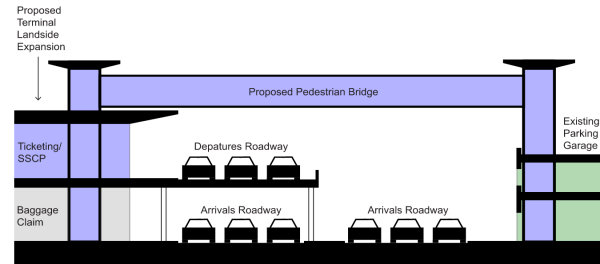 Proposed
Terminal
Landside
Expansion
Proposed Pedestrian Bridge
Existing
Parking
Garage
Ticketing/
SSCP
Depatures Roadway
Baggage
Claim
Arrivals Roadway
Arrivals Roadway